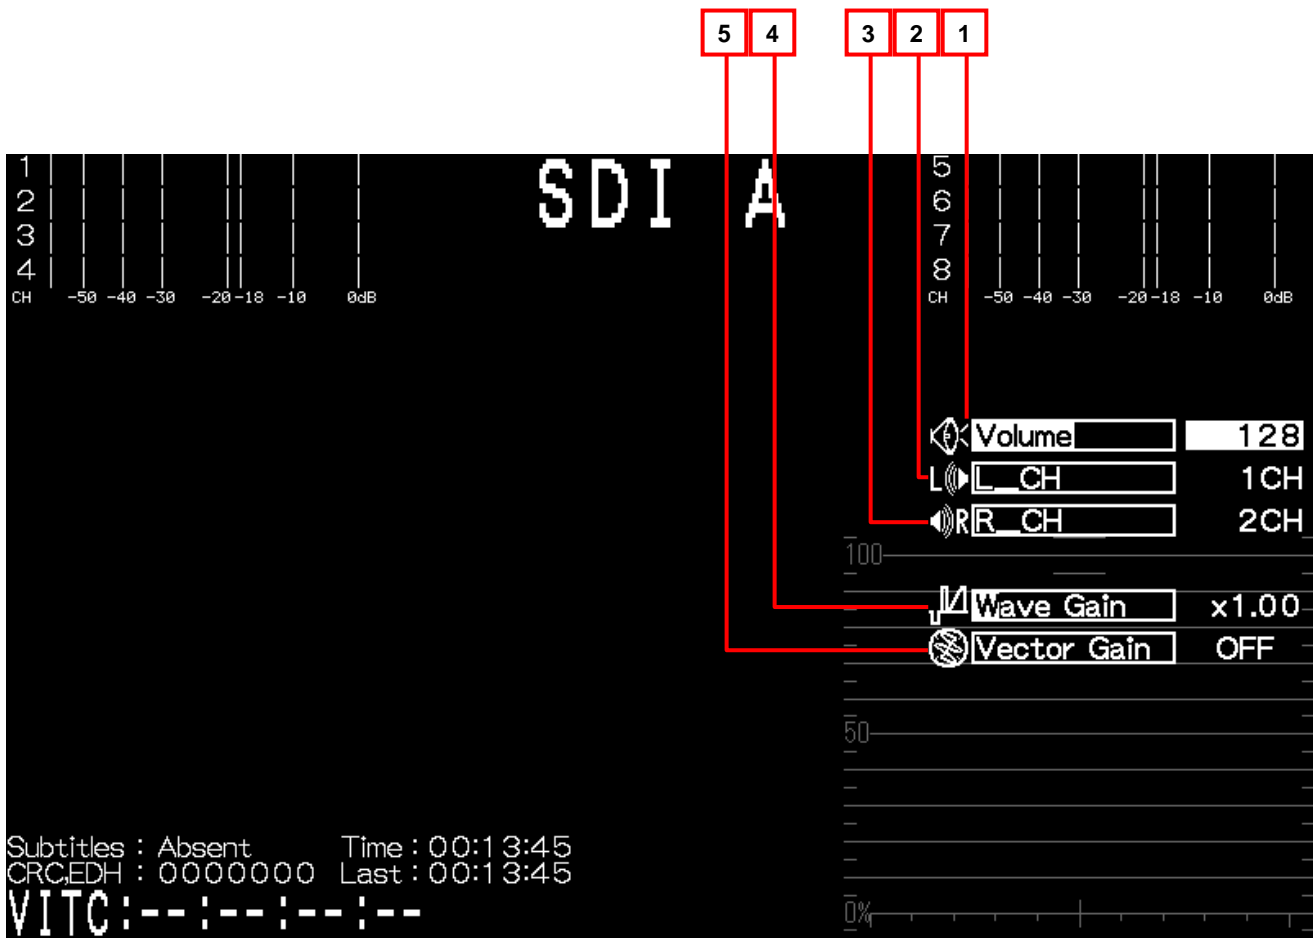 5 4 3 2 1
SDI A
1
2
3
4
CH -50 -40 -30 -20 -18 -10 0dB
5
6
7
8
CH -50 -40 -30 -20 -18 -10 0dB
Volume 128
L L_CH 1CH
R R_CH 2CH
100
Wave Gain x1.00
Vector Gain OFF
50
0%
Subtitles : Absent Time : 00:13:45
CRC,EDH : 0000000 Last : 00:13:45
VITC:--:--:--:--